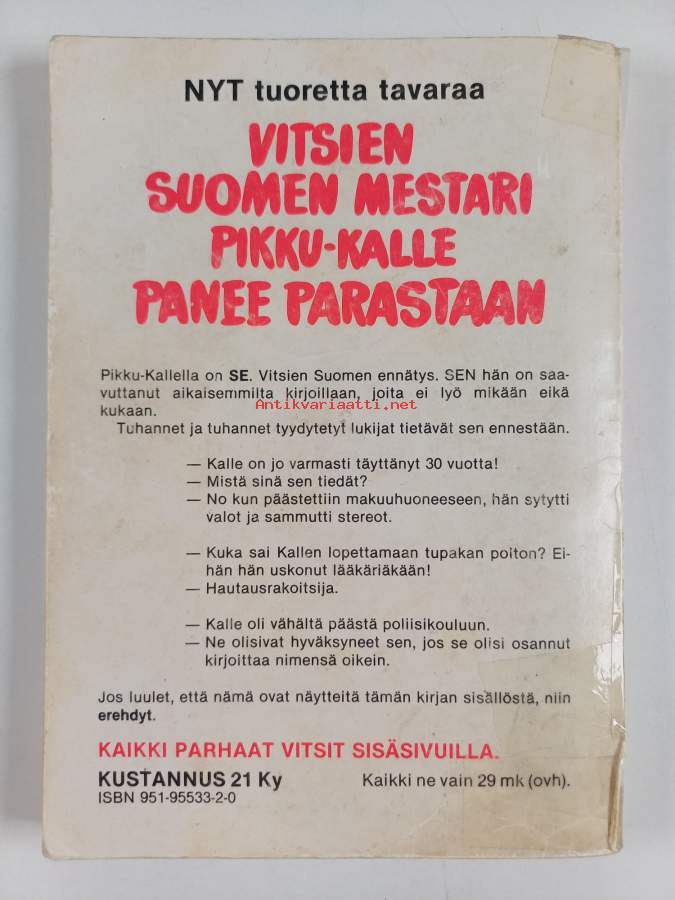 NYT tuoretta tavaraa
VITSIEN
SUOMEN MESTARI
PIKKU-KALLE
PANEE PARASTAAN
Pikku-Kallella on SE. Vitsien Suomen ennätys. SEN hän on saa-
vuttanut aikaisemmilta kirjoillaan, joita ei lyö mikään eikä
kukaan.
Antikvariaatti.net
Tuhannet ja tuhannet tyydytetyt lukijat tietävät sen ennestään.
— Kalle on jo varmasti täyttänyt 30 vuotta!
— Mistä sinä sen tiedät?
— No kun päästettiin makuuhuoneeseen, hän sytytti
valot ja sammutti stereot.
— Kuka sai Kallen lopettamaan tupakan polton? Ei-
hän hän uskonut lääkäriäkään!
— Hautausrakoitsija.
— Kalle oli vähältä päästä poliisikouluun.
— Ne olisivat hyväksyneet sen, jos se olisi osannut
kirjoittaa nimensä oikein.
Jos luulet, että nämä ovat näytteitä tämän kirjan sisällöstä, niin
erehdyt.
KAIKKI PARHAAT VITSIT SISÄSIVUILLA.
KUSTANNUS 21 Ky Kaikki ne vain 29 mk (ovh).
ISBN 951-95533-2-0